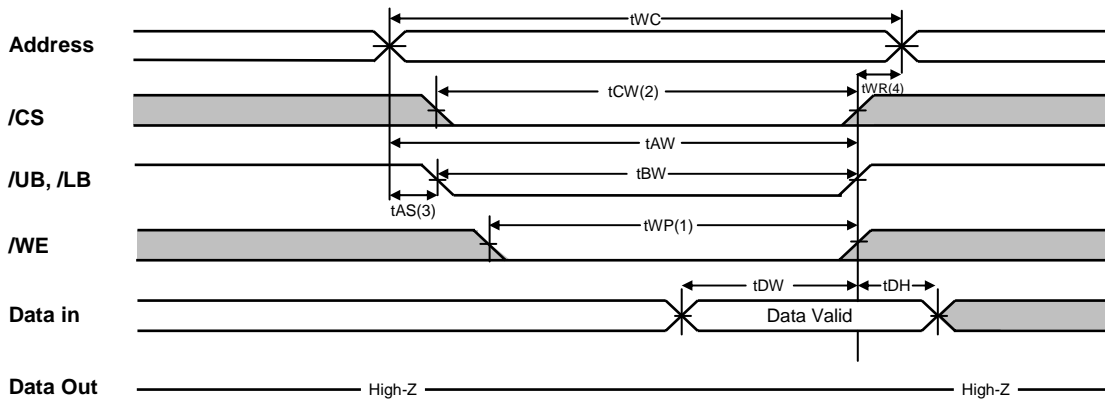 tWC
Address
tWR(4)
tCW(2)
/CS
tAW
/UB, /LB
tBW
tAS(3)
tWP(1)
/WE
tDW
tDH
Data in
Data Valid
Data Out
High-Z
High-Z